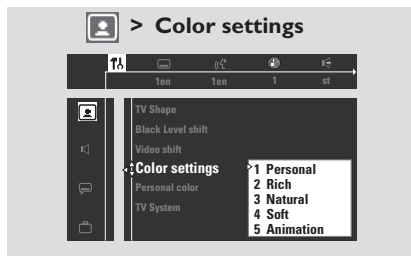 > Color settings
1en 1en 1 st
TV Shape
Black Level shift
Video shift
Color settings
Personal color
TV System
1 Personal
2 Rich
3 Natural
4 Soft
5 Animation